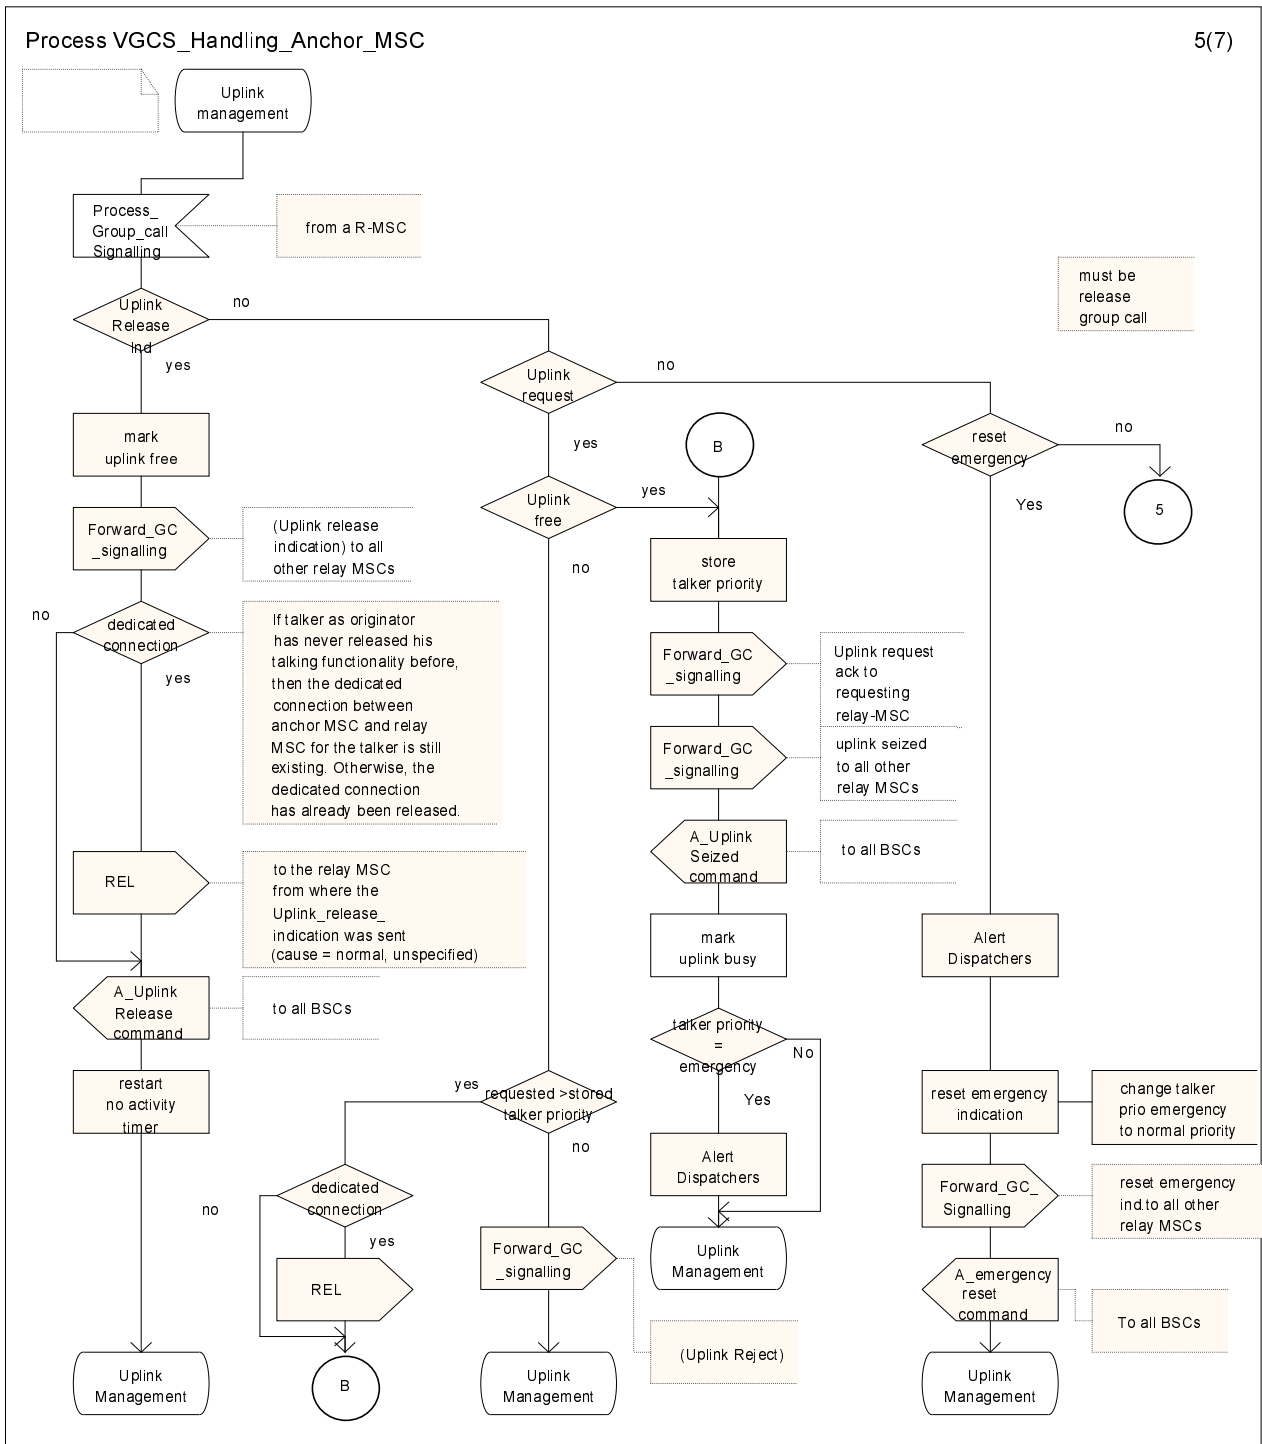 Process VGCS_Handling_Anchor_MSC
5(7)
Uplink
management
Process_
Group_call
Signalling
from a R-MSC
must be
release
group call
Uplink
Release
Ind
no
yes
Uplink
request
no
yes
mark
uplink free
B
reset
emergency
no
Yes
5
Uplink
free
yes
no
Forward_GC
_signalling
(Uplink release
indication) to all
other relay MSCs
store
talker priority
no
dedicated
connection
yes
If talker as originator
has never released his
talking functionality before,
then the dedicated
connection between
anchor MSC and relay
MSC for the talker is still
existing. Otherwise, the
dedicated connection
has already been released.
Forward_GC
_signalling
Uplink request
ack to
requesting
relay-MSC
Forward_GC
_signalling
uplink seized
to all other
relay MSCs
A_Uplink
Seized
command
to all BSCs
REL
to the relay MSC
from where the
Uplink_release_
indication was sent
(cause = normal, unspecified)
mark
uplink busy
Alert
Dispatchers
A_Uplink
Release
command
to all BSCs
talker priority
=
emergency
No
Yes
restart
no activity
timer
yes
requested >stored
talker priority
no
reset emergency
indication
change talker
prio emergency
to normal priority
Alert
Dispatchers
no
dedicated
connection
yes
Forward_GC_
Signalling
reset emergency
ind.to all other
relay MSCs
REL
Forward_GC
_signalling
Uplink
Management
A_emergency
reset
command
To all BSCs
(Uplink Reject)
Uplink
Management
B
Uplink
Management
Uplink
Management